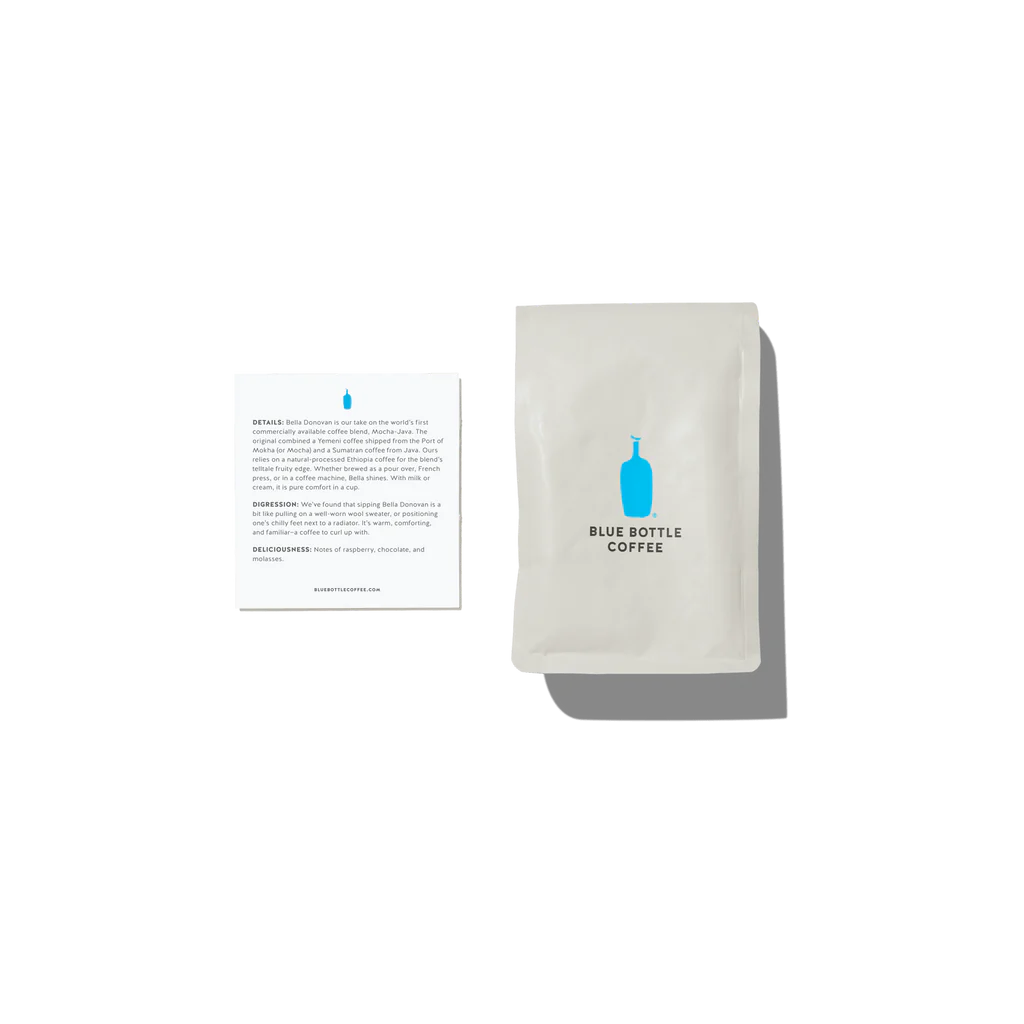 DETAILS: Bella Donovan is our take on the world's first
commercially available coffee blend, Mocha-Java. The
original combined a Yemeni coffee shipped from the Port of
Mokha (or Mocha) and a Sumatran coffee from Java. Ours
relies on a natural-processed Ethiopia coffee for the blend's
telltale fruity edge. Whether brewed as a pour over, French
press, or in a coffee machine, Bella shines. With milk or
cream, it is pure comfort in a cup.
DIGRESSION: We've found that sipping Bella Donovan is a
bit like pulling on a well-worn wool sweater, or positioning
one's chilly feet next to a radiator. It's warm, comforting,
and familiar—a coffee to curl up with.
DELICIOUSNESS: Notes of raspberry, chocolate, and
molasses.
BLUEBOTTLECOFFEE.COM
®
BLUE BOTTLE
COFFEE